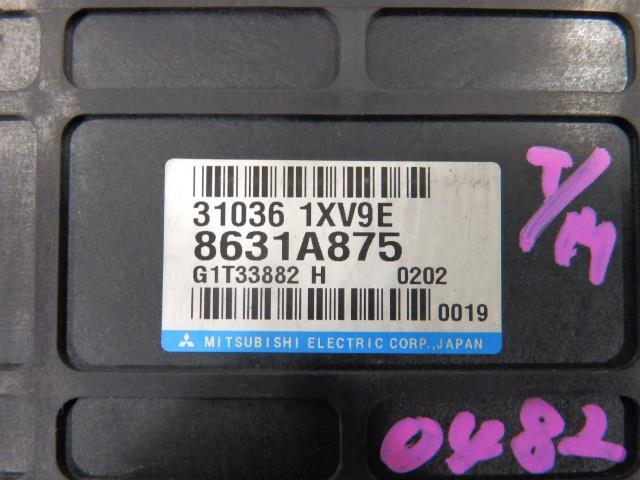 31036 1XV9E
8631A875
G1T33882 H 0202
0019
MITSUBISHI ELECTRIC CORP.,JAPAN
T/M
0482